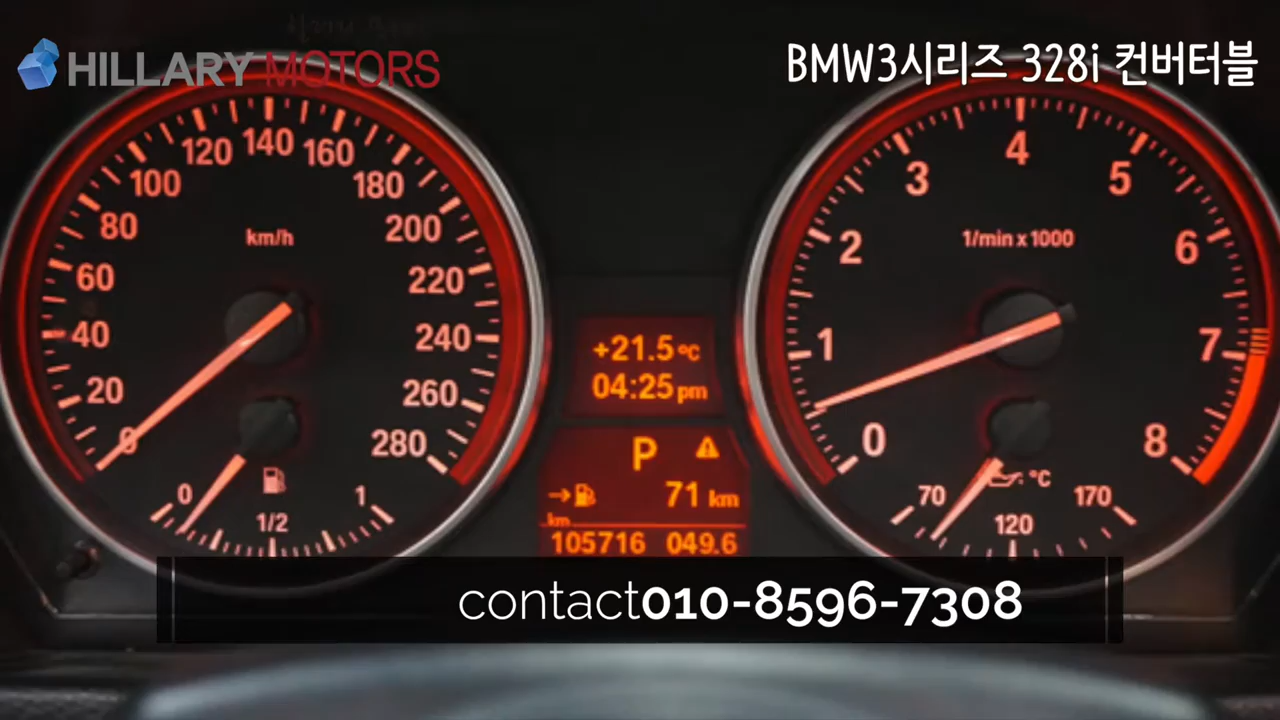 HILLARY MOTORS
BMW3시리즈 328i 컨버터블
0 20 40 60 80 100 120 140 160 180 200 220 240 260 280
km/h
0 1/2 1
+21.5°C
04:25 pm
P
71 km
km
105716 049.6
0 1 2 3 4 5 6 7 8
1/min x 1000
°C
70 120 170
contact010-8596-7308